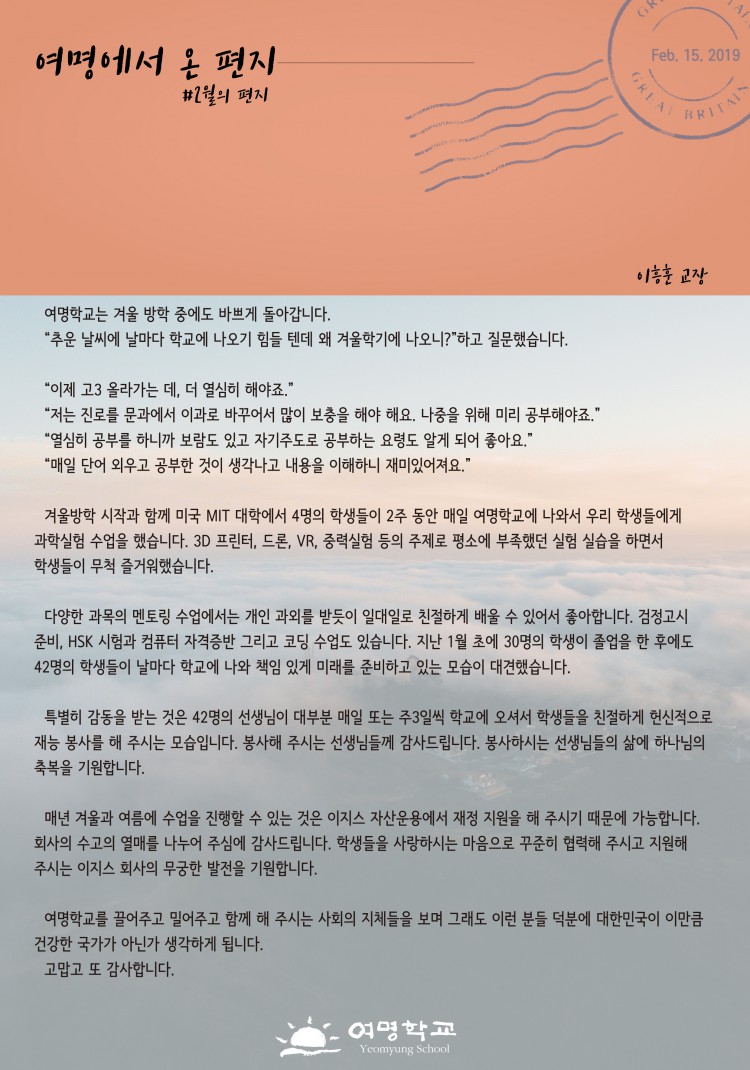 여명에서 온 편지
#2월의 편지
GREAT BRITAIN
Feb. 15. 2019
GREAT BRITAIN
이흥훈 교장
여명학교는 겨울 방학 중에도 바쁘게 돌아갑니다.
“추운 날씨에 날마다 학교에 나오기 힘들 텐데 왜 겨울학기에 나오니?”하고 질문했습니다.
“이제 고3 올라가는 데, 더 열심히 해야죠.”
“저는 진로를 문과에서 이과로 바꾸어서 많이 보충을 해야 해요. 나중을 위해 미리 공부해야죠.”
“열심히 공부를 하니까 보람도 있고 자기주도로 공부하는 요령도 알게 되어 좋아요.”
“매일 단어 외우고 공부한 것이 생각나고 내용을 이해하니 재미있어져요.”
겨울방학 시작과 함께 미국 MIT 대학에서 4명의 학생들이 2주 동안 매일 여명학교에 나와서 우리 학생들에게
과학실험 수업을 했습니다. 3D 프린터, 드론, VR, 중력실험 등의 주제로 평소에 부족했던 실험 실습을 하면서
학생들이 무척 즐거워했습니다.
다양한 과목의 멘토링 수업에서는 개인 과외를 받듯이 일대일로 친절하게 배울 수 있어서 좋아합니다. 검정고시
준비, HSK 시험과 컴퓨터 자격증반 그리고 코딩 수업도 있습니다. 지난 1월 초에 30명의 학생이 졸업을 한 후에도
42명의 학생들이 날마다 학교에 나와 책임 있게 미래를 준비하고 있는 모습이 대견했습니다.
특별히 감동을 받는 것은 42명의 선생님이 대부분 매일 또는 주3일씩 학교에 오셔서 학생들을 친절하게 헌신적으로
재능 봉사를 해 주시는 모습입니다. 봉사해 주시는 선생님들께 감사드립니다. 봉사하시는 선생님들의 삶에 하나님의
축복을 기원합니다.
매년 겨울과 여름에 수업을 진행할 수 있는 것은 이지스 자산운용에서 재정 지원을 해 주시기 때문에 가능합니다.
회사의 수고의 열매를 나누어 주심에 감사드립니다. 학생들을 사랑하시는 마음으로 꾸준히 협력해 주시고 지원해
주시는 이지스 회사의 무궁한 발전을 기원합니다.
여명학교를 끌어주고 밀어주고 함께 해 주시는 사회의 지체들을 보며 그래도 이런 분들 덕분에 대한민국이 이만큼
건강한 국가가 아닌가 생각하게 됩니다.
고맙고 또 감사합니다.
여명학교
Yeomyung School